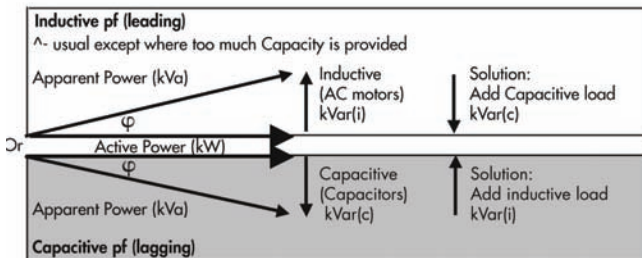 Inductive pf (leading)
^- usual except where too much Capacity is provided
Apparent Power (kVa)
φ
Inductive
(AC motors)
kVar(i)
Solution:
Add Capacitive load
kVar(c)
Or
Active Power (kW)
φ
Apparent Power (kVa)
Capacitive
(Capacitors)
kVar(c)
Solution:
Add inductive load
kVar(i)
Capacitive pf (lagging)